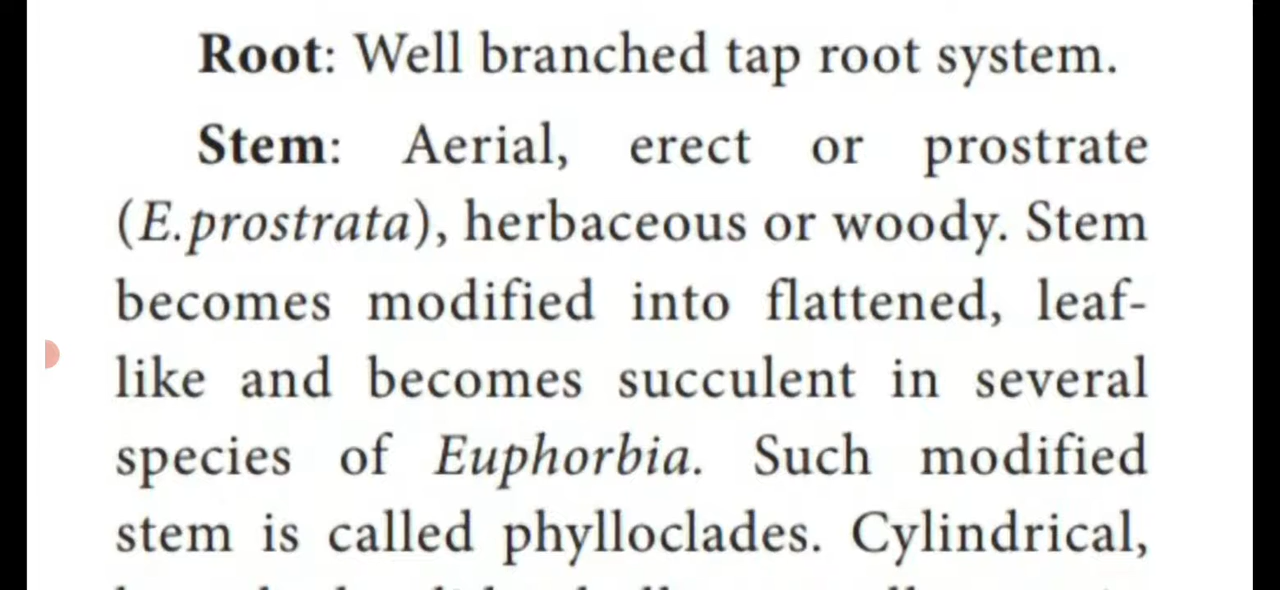 Root: Well branched tap root system.
Stem: Aerial, erect or prostrate
(E.prostrata), herbaceous or woody. Stem
becomes modified into flattened, leaf-
like and becomes succulent in several
species of Euphorbia. Such modified
stem is called phylloclades. Cylindrical,